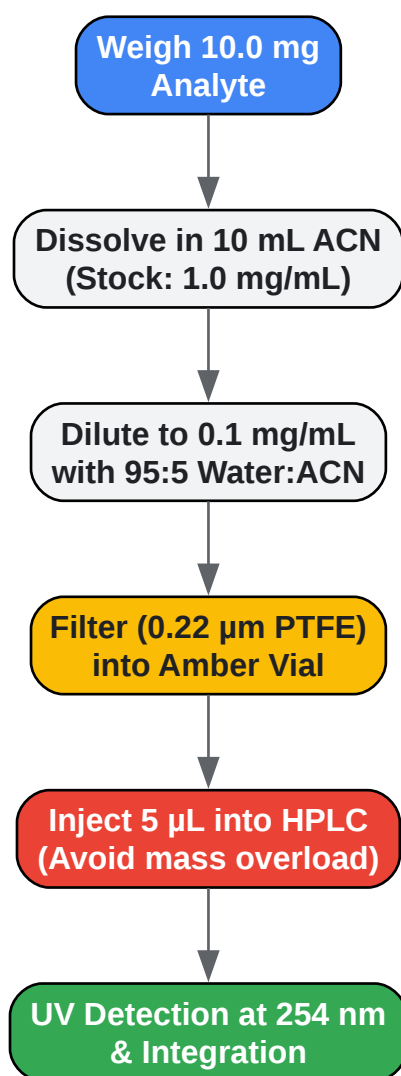 Weigh 10.0 mg
Analyte
Dissolve in 10 mL ACN
(Stock: 1.0 mg/mL)
Dilute to 0.1 mg/mL
with 95:5 Water:ACN
Filter (0.22 µm PTFE)
into Amber Vial
Inject 5 µL into HPLC
(Avoid mass overload)
UV Detection at 254 nm
& Integration